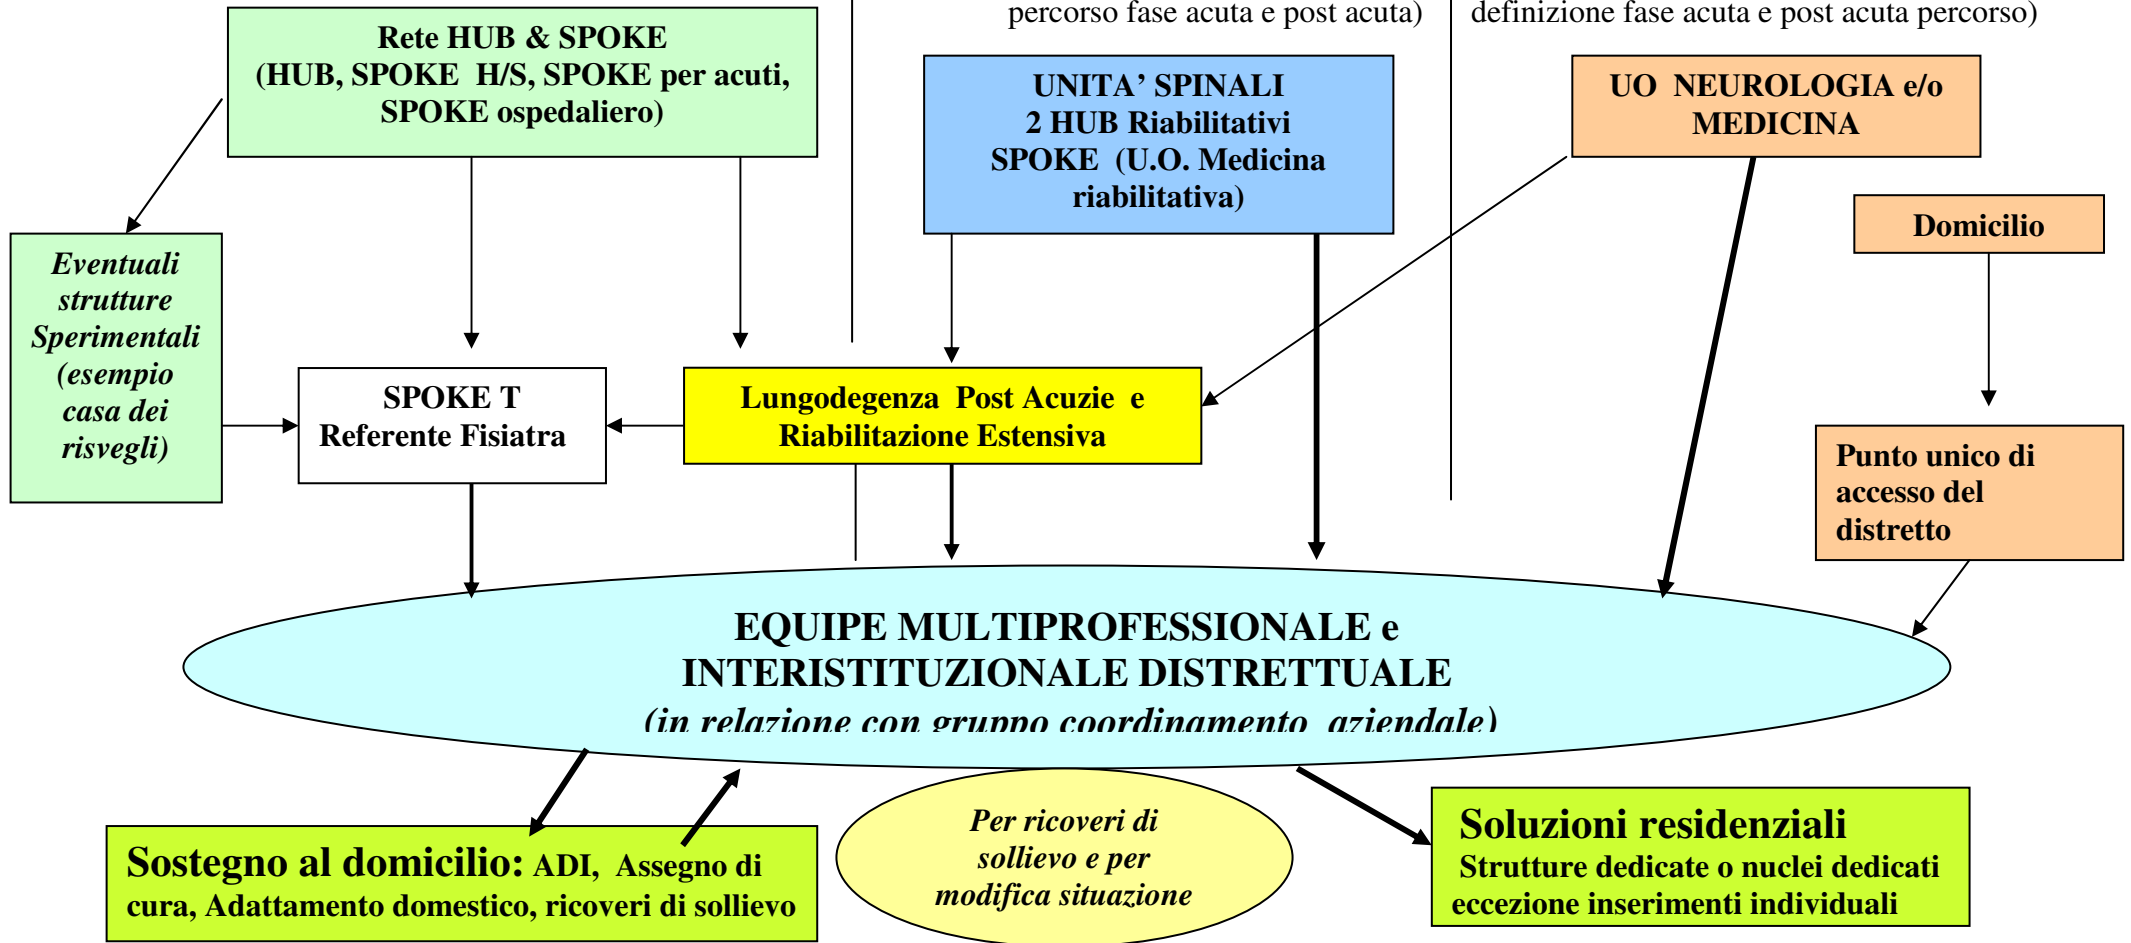 percorso fase acuta e post acuta)
definizione fase acuta e post acuta percorso)
Rete HUB & SPOKE
(HUB, SPOKE H/S, SPOKE per acuti,
SPOKE ospedaliero)
UNITA’ SPINALI
2 HUB Riabilitativi
SPOKE (U.O. Medicina
riabilitativa)
UO NEUROLOGIA e/o
MEDICINA
Domicilio
Eventuali
strutture
Sperimentali
(esempio
casa dei
risvegli)
SPOKE T
Referente Fisiatra
Lungodegenza Post Acuzie e
Riabilitazione Estensiva
Punto unico di
accesso del
distretto
EQUIPE MULTIPROFESSIONALE e
INTERISTITUZIONALE DISTRETTUALE
(in relazione con gruppo coordinamento aziendale)
Sostegno al domicilio: ADI, Assegno di
cura, Adattamento domestico, ricoveri di sollievo
Per ricoveri di
sollievo e per
modifica situazione
Soluzioni residenziali
Strutture dedicate o nuclei dedicati
eccezione inserimenti individuali